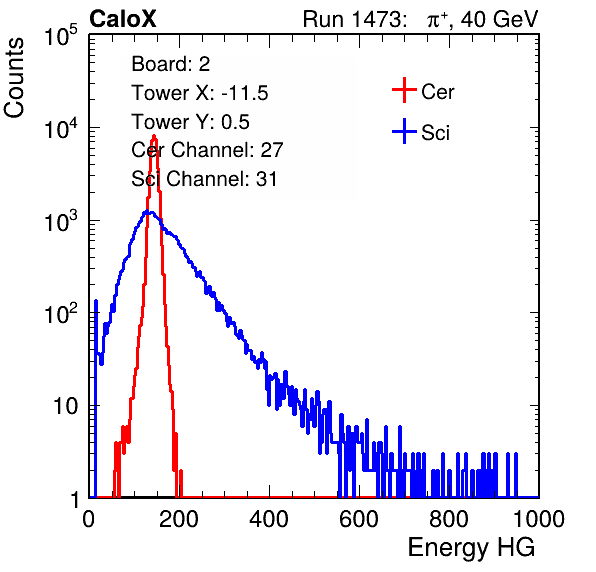 CaloX Run 1473: π⁺, 40 GeV
Counts
10⁵
10⁴
10³
10²
10
1
Board: 2
Tower X: -11.5
Tower Y: 0.5
Cer Channel: 27
Sci Channel: 31
Cer
Sci
0 200 400 600 800 1000
Energy HG